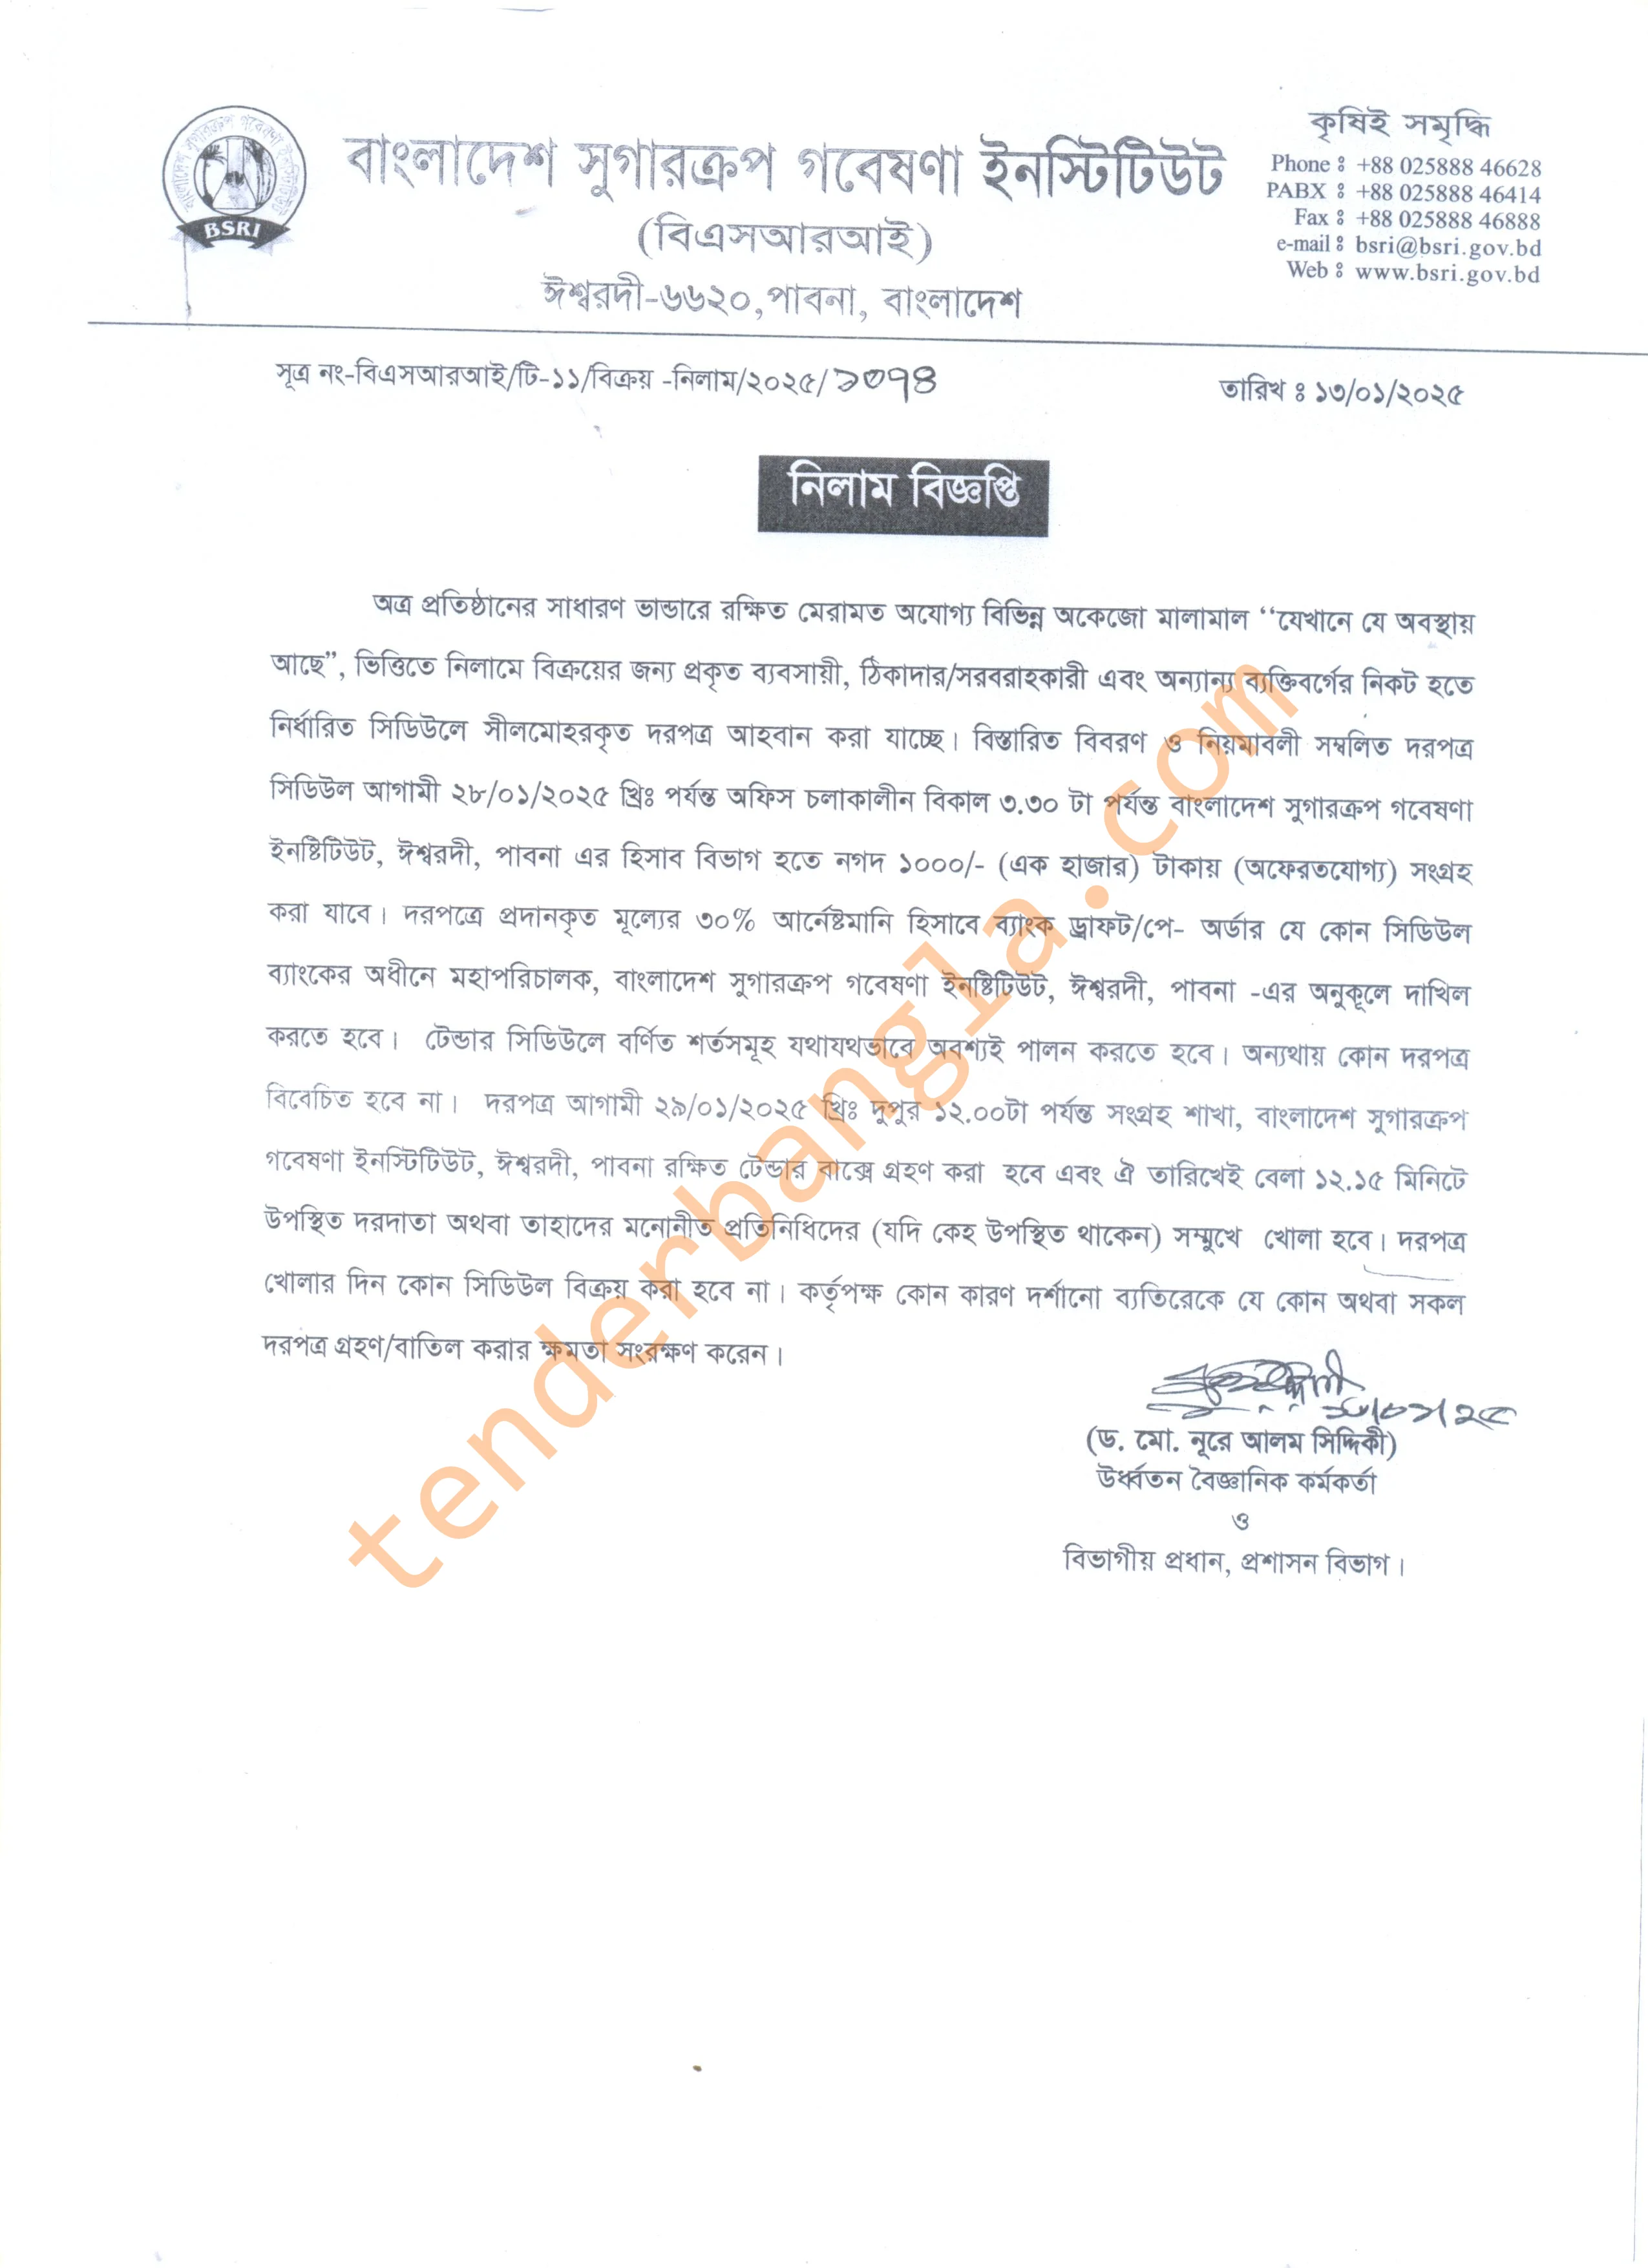 বাংলাদেশ সুগারক্রপ গবেষণা ইনস্টিটিউট
BSRI
বাংলাদেশ সুগারক্রপ গবেষণা ইনস্টিটিউট
(বিএসআরআই)
ঈশ্বরদী-৬৬২০,পাবনা, বাংলাদেশ
কৃষিই সমৃদ্ধি
Phone : +88 025888 46628
PABX : +88 025888 46414
Fax : +88 025888 46888
e-mail : bsri@bsri.gov.bd
Web : www.bsri.gov.bd
সূত্র নং-বিএসআরআই/টি-১১/বিক্রয় -নিলাম/২০২৫/১০৭৪
তারিখ ঃ ১৩/০১/২০২৫
নিলাম বিজ্ঞপ্তি
অত্র প্রতিষ্ঠানের সাধারণ ভান্ডারে রক্ষিত মেরামত অযোগ্য বিভিন্ন অকেজো মালামাল ‘‘যেখানে যে অবস্থায়
আছে”, ভিত্তিতে নিলামে বিক্রয়ের জন্য প্রকৃত ব্যবসায়ী, ঠিকাদার/সরবরাহকারী এবং অন্যান্য ব্যক্তিবর্গের নিকট হতে
নির্ধারিত সিডিউলে সীলমোহরকৃত দরপত্র আহবান করা যাচ্ছে। বিস্তারিত বিবরণ ও নিয়মাবলী সম্বলিত দরপত্র
সিডিউল আগামী ২৮/০১/২০২৫ খ্রিঃ পর্যন্ত অফিস চলাকালীন বিকাল ৩.৩০ টা পর্যন্ত বাংলাদেশ সুগারক্রপ গবেষণা
ইনষ্টিটিউট, ঈশ্বরদী, পাবনা এর হিসাব বিভাগ হতে নগদ ১০০০/- (এক হাজার) টাকায় (অফেরতযোগ্য) সংগ্রহ
করা যাবে। দরপত্রে প্রদানকৃত মূল্যের ৩০% আর্নেষ্টমানি হিসাবে ব্যাংক ড্রাফট/পে- অর্ডার যে কোন সিডিউল
ব্যাংকের অধীনে মহাপরিচালক, বাংলাদেশ সুগারক্রপ গবেষণা ইনষ্টিটিউট, ঈশ্বরদী, পাবনা -এর অনুকূলে দাখিল
করতে হবে। টেন্ডার সিডিউলে বর্ণিত শর্তসমূহ যথাযথভাবে অবশ্যই পালন করতে হবে। অন্যথায় কোন দরপত্র
বিবেচিত হবে না। দরপত্র আগামী ২৯/০১/২০২৫ খ্রিঃ দুপুর ১২.০০টা পর্যন্ত সংগ্রহ শাখা, বাংলাদেশ সুগারক্রপ
গবেষণা ইনস্টিটিউট, ঈশ্বরদী, পাবনা রক্ষিত টেন্ডার বাক্সে গ্রহণ করা হবে এবং ঐ তারিখেই বেলা ১২.১৫ মিনিটে
উপস্থিত দরদাতা অথবা তাহাদের মনোনীত প্রতিনিধিদের (যদি কেহ উপস্থিত থাকেন) সম্মুখে খোলা হবে। দরপত্র
খোলার দিন কোন সিডিউল বিক্রয় করা হবে না। কর্তৃপক্ষ কোন কারণ দর্শানো ব্যতিরেকে যে কোন অথবা সকল
দরপত্র গ্রহণ/বাতিল করার ক্ষমতা সংরক্ষণ করেন।
(ড. মো. নূরে আলম সিদ্দিকী)
উর্ধ্বতন বৈজ্ঞানিক কর্মকর্তা
ও
বিভাগীয় প্রধান, প্রশাসন বিভাগ।
tenderbangla.com